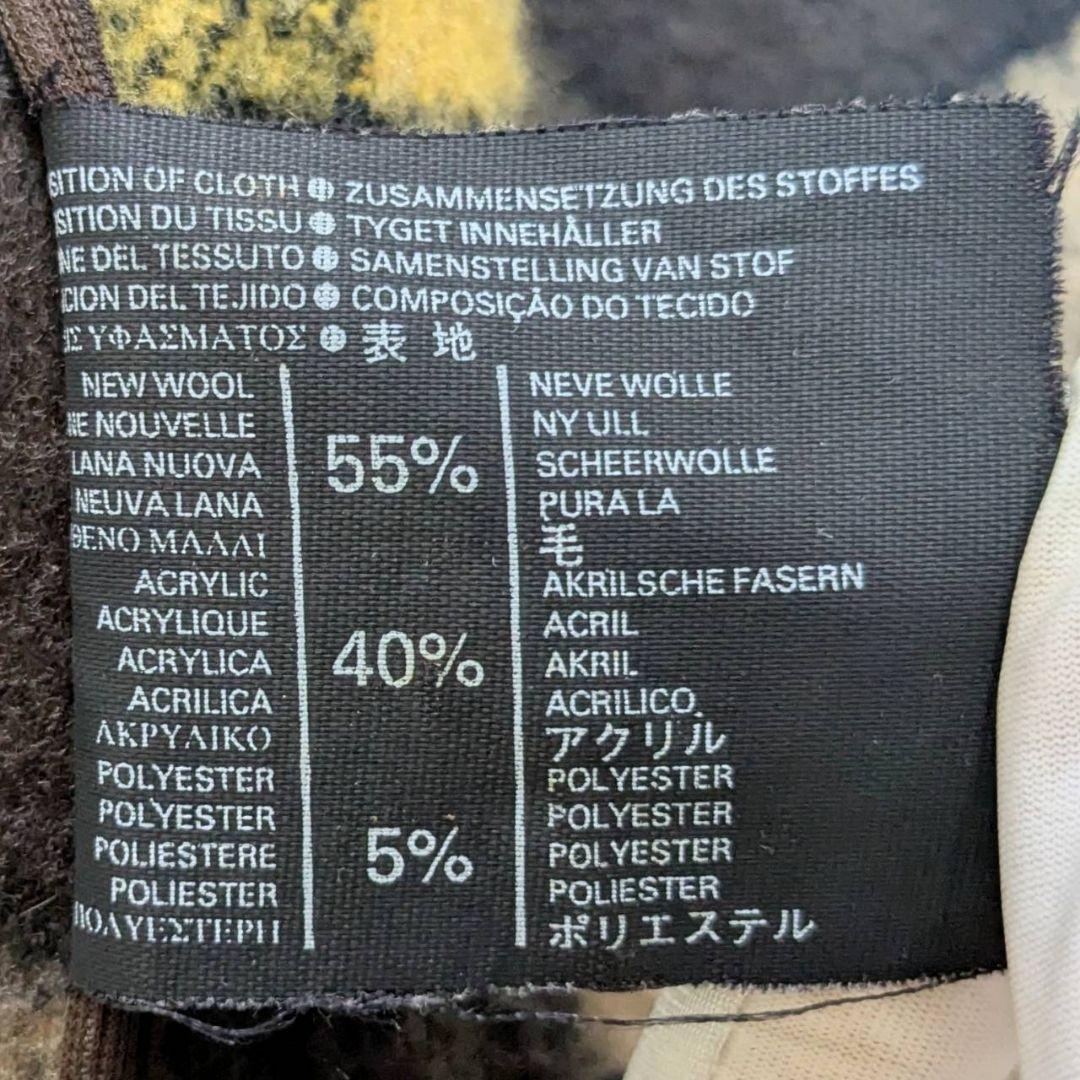 SITION OF CLOTH ZUSAMMENSETZUNG DES STOFFES
SITION DU TISSU TYGET INNEHÅLLER
NE DEL TESSUTO SAMENSTELLING VAN STOF
CION DEL TEJIDO COMPOSIÇÃO DO TECIDO
ΥΦΑΣΜΑΤΟΣ 表地
NEW WOOL NEVE WOLLE
NE NOUVELLE NY ULL
LANA NUOVA 55% SCHEERWOLLE
NEUVA LANA PURA LA
ΘΕΝΟ ΜΑΛΛΙ 毛
ACRYLIC AKRILSCHE FASERN
ACRYLIQUE ACRIL
ACRYLICA 40% AKRIL
ACRILICA ACRILICO
ΑΚΡΥΛΙΚΟ アクリル
POLYESTER POLYESTER
POLYESTER POLYESTER
POLIESTERE 5% POLYESTER
POLIESTER POLIESTER
ΠΟΛΥΕΣΤΕΡΗ ポリエステル